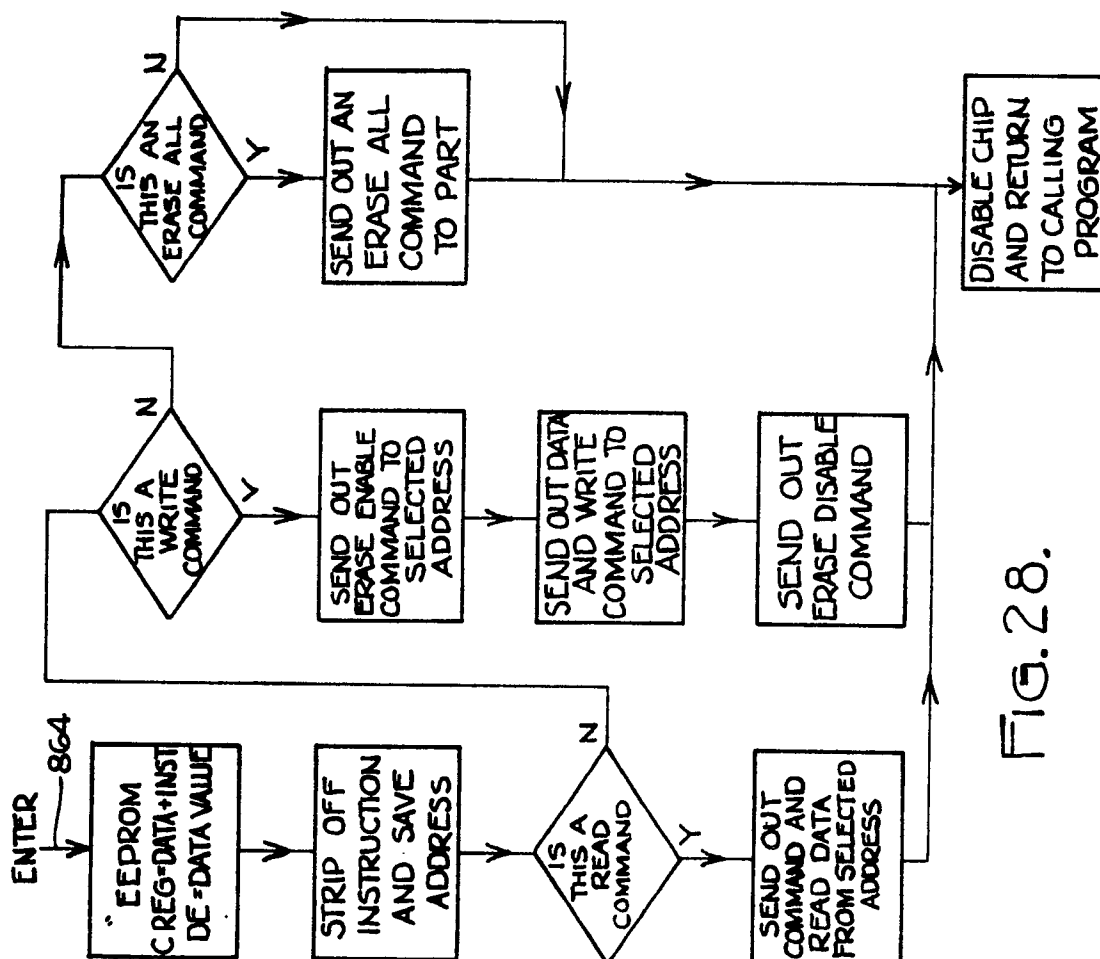 ENTER
864
EEPROM
C REG=DATA+INST
DE=DATA VALUE
STRIP OFF
INSTRUCTION
AND SAVE
ADDRESS
IS
THIS A
READ
COMMAND
N
Y
SEND OUT
COMMAND AND
READ DATA
FROM SELECTED
ADDRESS
IS
THIS A
WRITE
COMMAND
N
Y
SEND OUT
ERASE ENABLE
COMMAND TO
SELECTED
ADDRESS
SEND OUT DATA
AND WRITE
COMMAND TO
SELECTED
ADDRESS
SEND OUT
ERASE DISABLE
COMMAND
IS
THIS AN
ERASE ALL
COMMAND
N
Y
SEND OUT AN
ERASE ALL
COMMAND
TO PART
DISABLE CHIP
AND RETURN
TO CALLING
PROGRAM
FIG. 28.